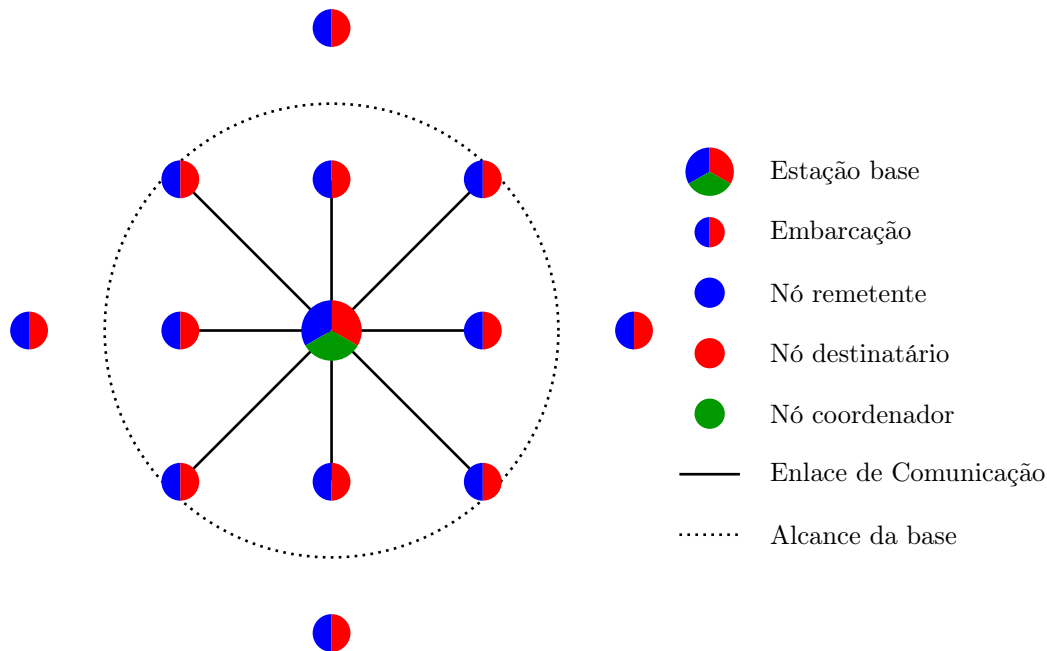 Estação base
Embarcação
Nó remetente
Nó destinatário
Nó coordenador
Enlace de Comunicação
Alcance da base